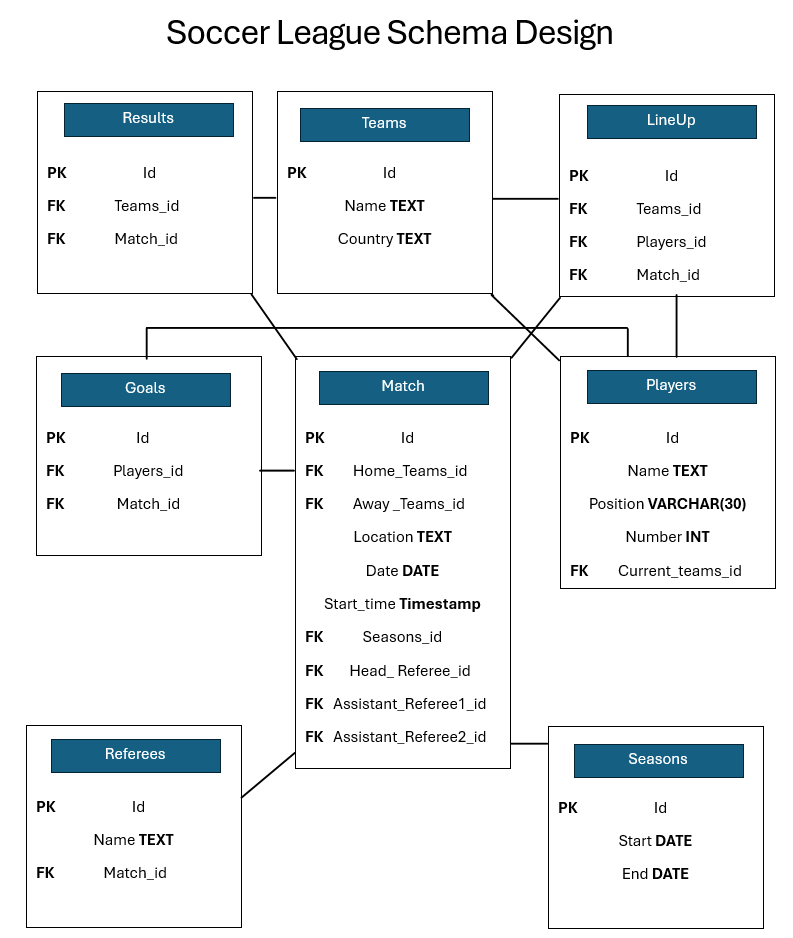 Soccer League Schema Design
Results
PK Id
FK Teams_id
FK Match_id
Teams
PK Id
Name TEXT
Country TEXT
LineUp
PK Id
FK Teams_id
FK Players_id
FK Match_id
Goals
PK Id
FK Players_id
FK Match_id
Match
PK Id
FK Home_Teams_id
FK Away _Teams_id
Location TEXT
Date DATE
Start_time Timestamp
FK Seasons_id
FK Head_ Referee_id
FK Assistant_Referee1_id
FK Assistant_Referee2_id
Players
PK Id
Name TEXT
Position VARCHAR(30)
Number INT
FK Current_teams_id
Referees
PK Id
Name TEXT
FK Match_id
Seasons
PK Id
Start DATE
End DATE